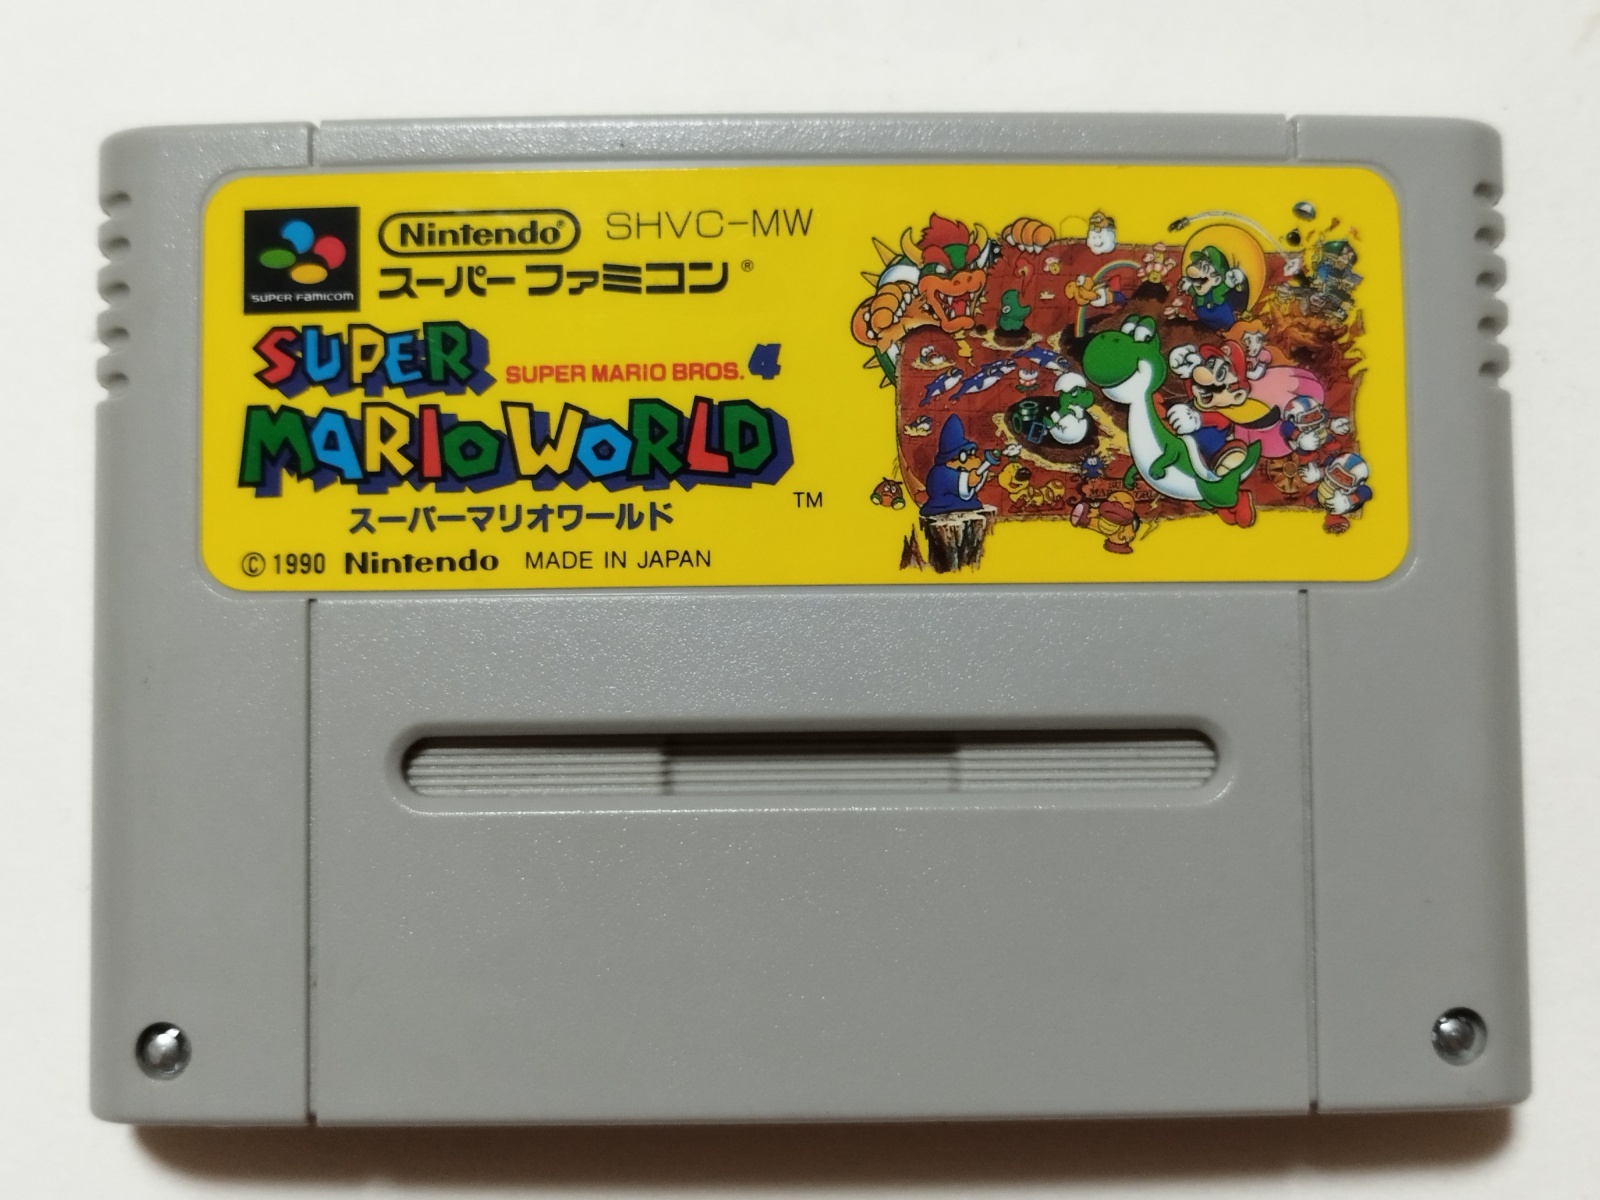 Nintendo® SHVC-MW
スーパーファミコン®
SUPER FAMICOM
SUPER
SUPER MARIO BROS. 4
MARIO WORLD
TM
スーパーマリオワールド
© 1990 Nintendo MADE IN JAPAN